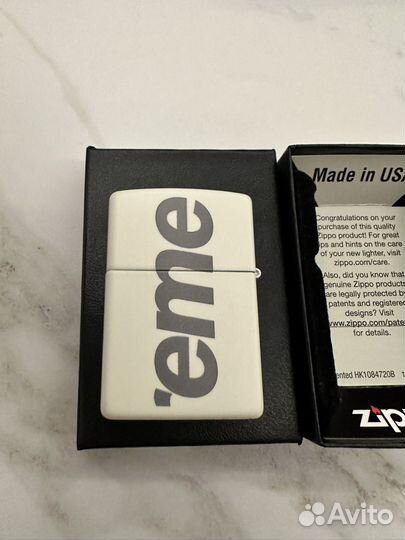 eme
Made in USA
Congratulations on your
purchase of this quality
Zippo product! For great
tips and hints on the care
of your new lighter, visit
zippo.com/care.
Also, did you know that
genuine Zippo products
are legally protected by
patents and registered
designs? Visit
www.zippo.com/pate
for details.
HK1084720B
Zipp
Avito